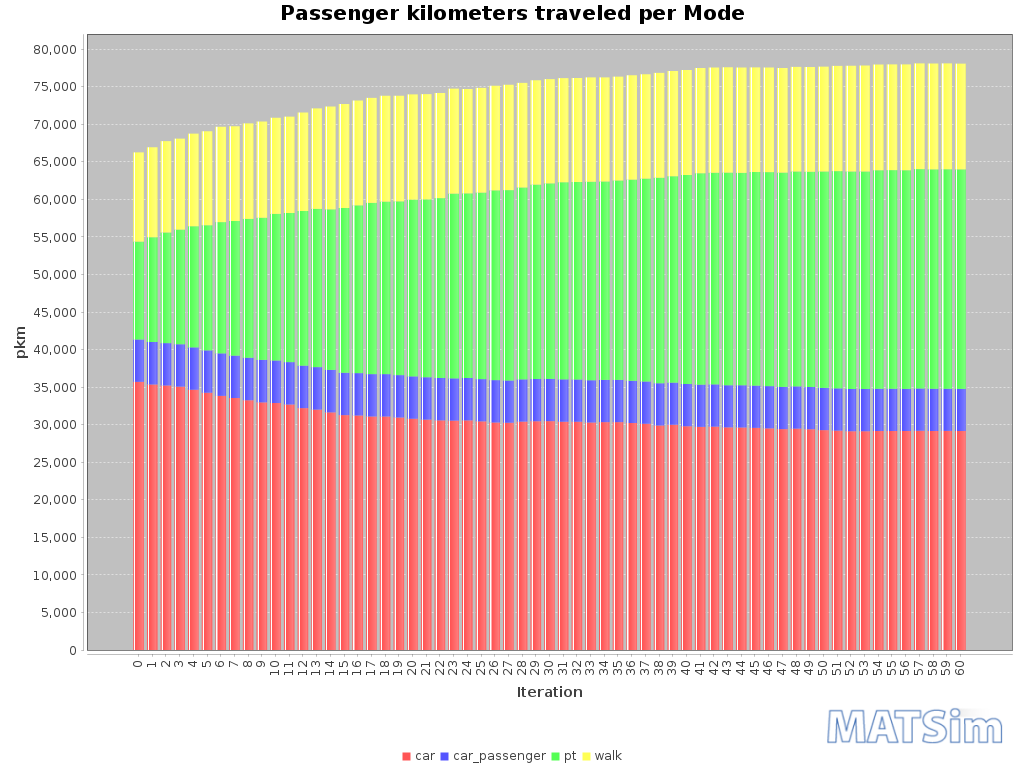 Passenger kilometers traveled per Mode
80,000
75,000
70,000
65,000
60,000
55,000
50,000
45,000
40,000
35,000
30,000
25,000
20,000
15,000
10,000
5,000
0
pkm
0 1 2 3 4 5 6 7 8 9 10 11 12 13 14 15 16 17 18 19 20 21 22 23 24 25 26 27 28 29 30 31 32 33 34 35 36 37 38 39 40 41 42 43 44 45 46 47 48 49 50 51 52 53 54 55 56 57 58 59 60
Iteration
MATSim
car car_passenger pt walk